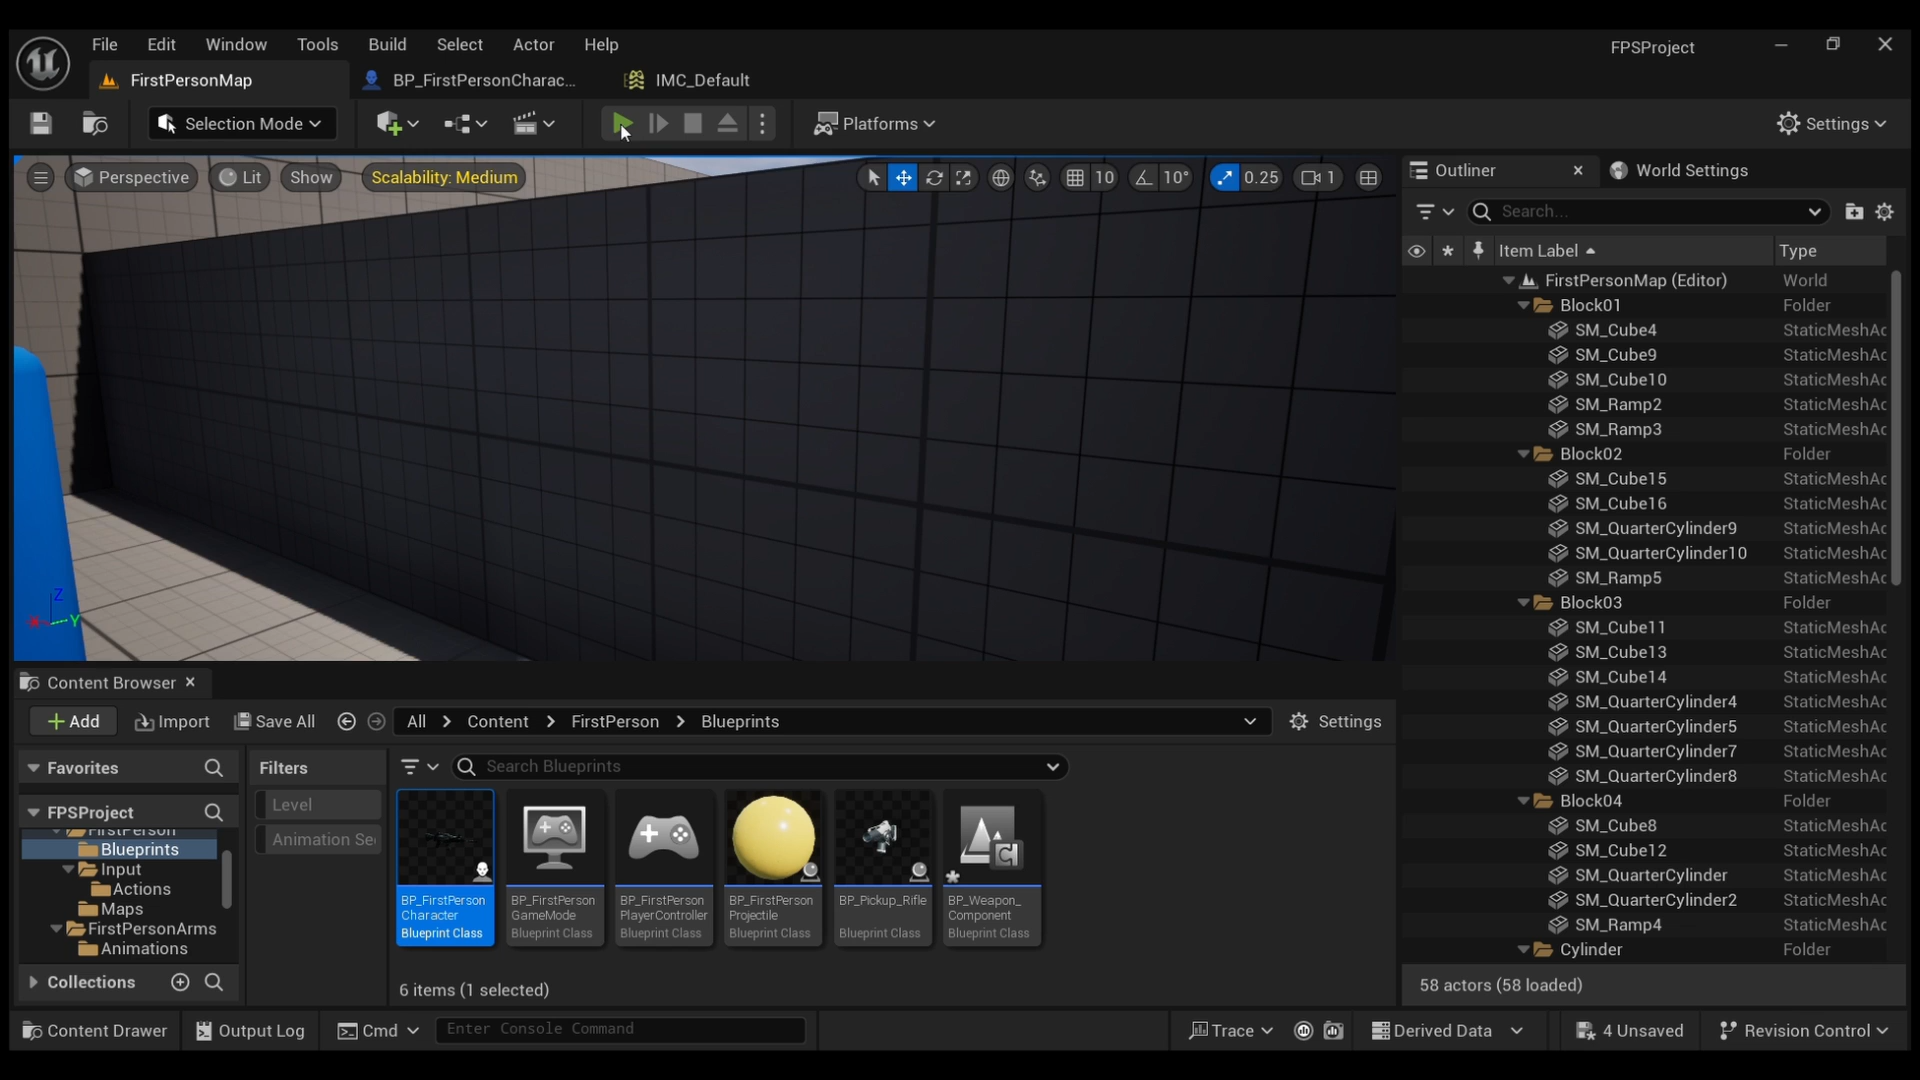 File Edit Window Tools Build Select Actor Help
FPSProject
FirstPersonMap
BP_FirstPersonCharac...
IMC_Default
Selection Mode
Platforms
Settings
Perspective
Lit
Show
Scalability: Medium
10
10°
0.25
1
Z
Y
Outliner
World Settings
Search...
Item Label Type
FirstPersonMap (Editor) World
Block01 Folder
SM_Cube4 StaticMeshAc
SM_Cube9 StaticMeshAc
SM_Cube10 StaticMeshAc
SM_Ramp2 StaticMeshAc
SM_Ramp3 StaticMeshAc
Block02 Folder
SM_Cube15 StaticMeshAc
SM_Cube16 StaticMeshAc
SM_QuarterCylinder9 StaticMeshAc
SM_QuarterCylinder10 StaticMeshAc
SM_Ramp5 StaticMeshAc
Block03 Folder
SM_Cube11 StaticMeshAc
SM_Cube13 StaticMeshAc
SM_Cube14 StaticMeshAc
SM_QuarterCylinder4 StaticMeshAc
SM_QuarterCylinder5 StaticMeshAc
SM_QuarterCylinder7 StaticMeshAc
SM_QuarterCylinder8 StaticMeshAc
Block04 Folder
SM_Cube8 StaticMeshAc
SM_Cube12 StaticMeshAc
SM_QuarterCylinder StaticMeshAc
SM_QuarterCylinder2 StaticMeshAc
SM_Ramp4 StaticMeshAc
Cylinder Folder
58 actors (58 loaded)
Content Browser
Add
Import
Save All
All > Content > FirstPerson > Blueprints
Settings
Favorites
FPSProject
FirstPerson
Blueprints
Input
Actions
Maps
FirstPersonArms
Animations
Collections
Filters
Level
Animation Se
Search Blueprints
BP_FirstPerson
Character
Blueprint Class
BP_FirstPerson
GameMode
Blueprint Class
BP_FirstPerson
PlayerController
Blueprint Class
BP_FirstPerson
Projectile
Blueprint Class
BP_Pickup_Rifle
Blueprint Class
BP_Weapon_
Component
Blueprint Class
6 items (1 selected)
Content Drawer
Output Log
Cmd
Enter Console Command
Trace
Derived Data
4 Unsaved
Revision Control